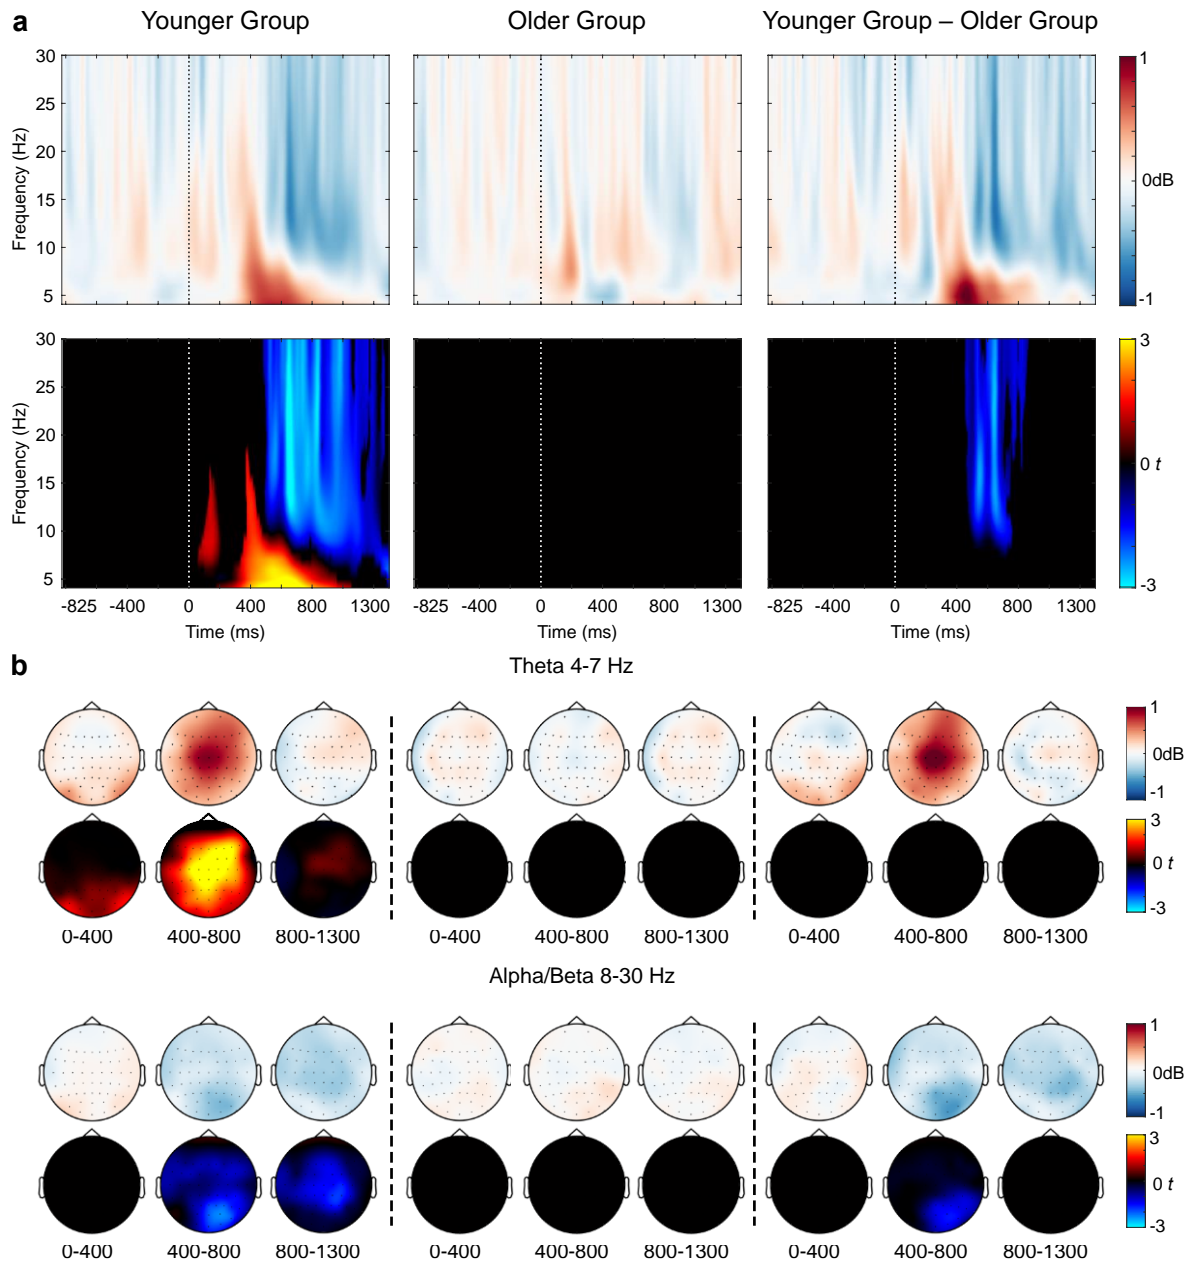 a
Younger Group
Older Group
Younger Group – Older Group
30
25
20
15
10
5
Frequency (Hz)
1
0dB
-1
30
25
20
15
10
5
Frequency (Hz)
3
0 t
-3
-825 -400 0 400 800 1300
-825 -400 0 400 800 1300
-825 -400 0 400 800 1300
Time (ms)
Time (ms)
Time (ms)
b
Theta 4-7 Hz
1
0dB
-1
3
0 t
-3
0-400 400-800 800-1300
0-400 400-800 800-1300
0-400 400-800 800-1300
Alpha/Beta 8-30 Hz
1
0dB
-1
3
0 t
-3
0-400 400-800 800-1300
0-400 400-800 800-1300
0-400 400-800 800-1300